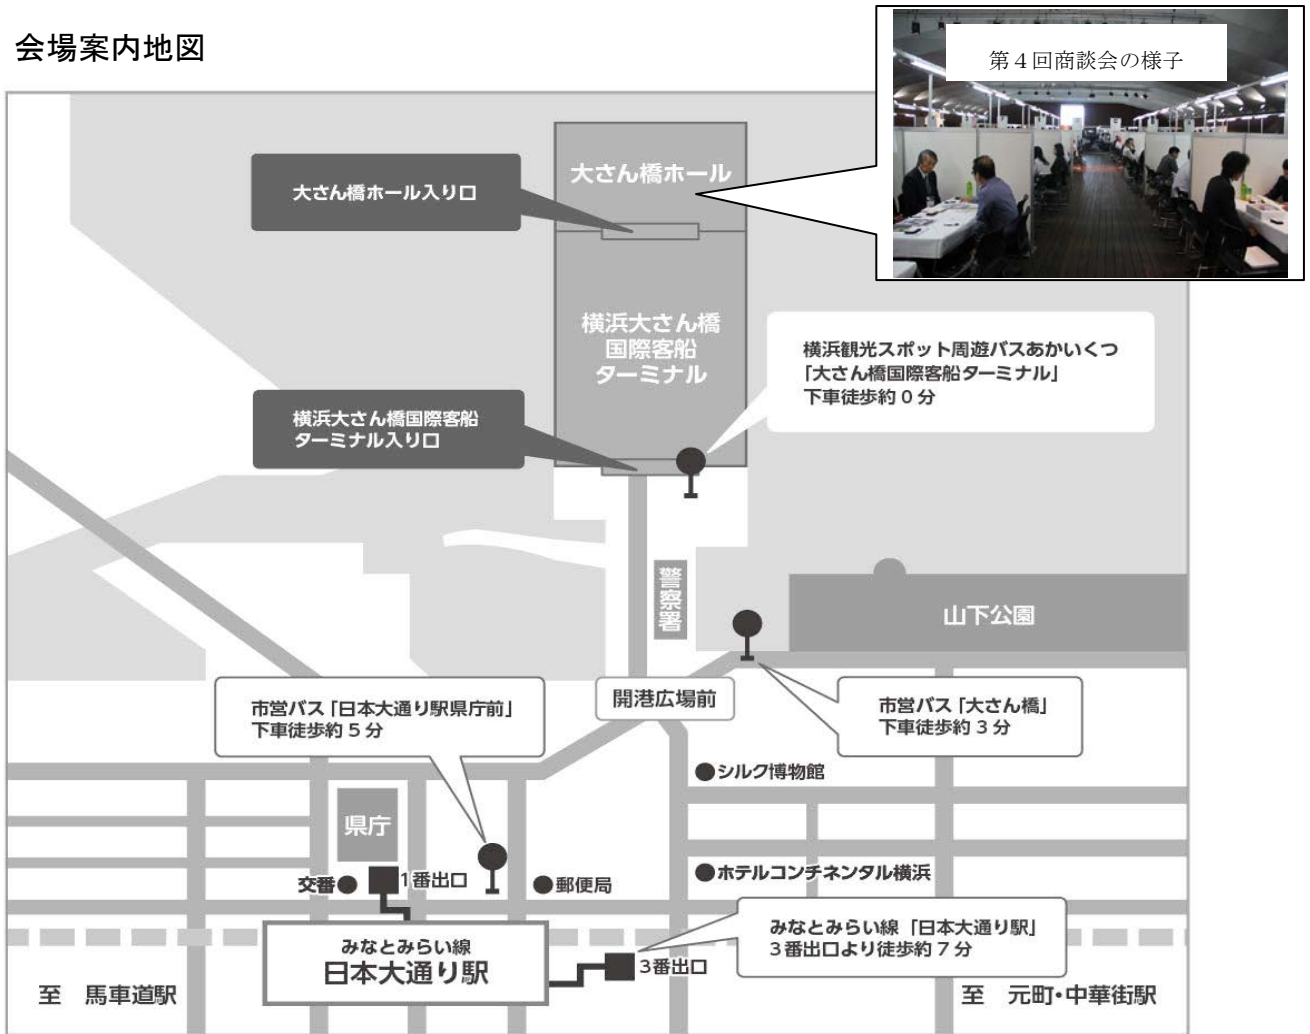 会場案内地図
第４回商談会の様子
大さん橋ホール
大さん橋ホール入り口
横浜大さん橋
国際客船
ターミナル
横浜観光スポット周遊バスあかいくつ
「大さん橋国際客船ターミナル」
下車徒歩約０分
横浜大さん橋国際客船
ターミナル入り口
警察署
山下公園
開港広場前
市営バス「日本大通り駅県庁前」
下車徒歩約５分
市営バス「大さん橋」
下車徒歩約３分
●シルク博物館
県庁
交番●
1番出口
●郵便局
●ホテルコンチネンタル横浜
みなとみらい線
日本大通り駅
3番出口
みなとみらい線「日本大通り駅」
３番出口より徒歩約７分
至　馬車道駅
至　元町・中華街駅